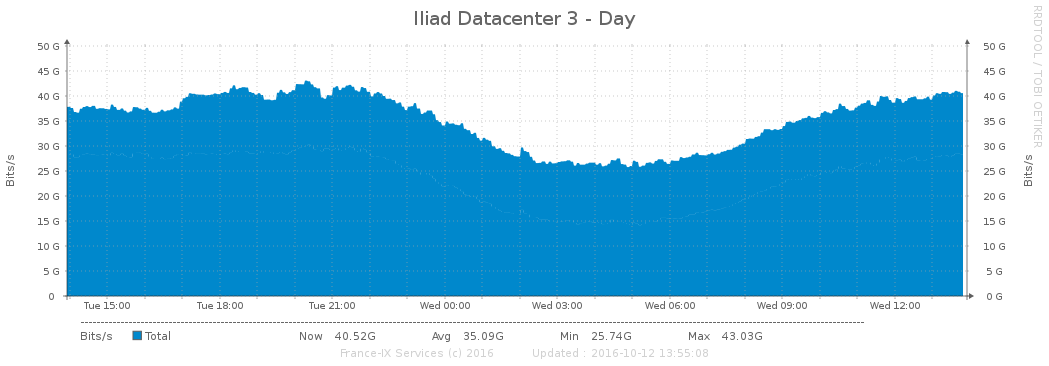 Iliad Datacenter 3 - Day
RRDTOOL / TOBI OETIKER
Bits/s
50 G 50 G
45 G 45 G
40 G 40 G
35 G 35 G
30 G 30 G
25 G 25 G
20 G 20 G
15 G 15 G
10 G 10 G
5 G 5 G
0 0 G
Bits/s
Tue 15:00 Tue 18:00 Tue 21:00 Wed 00:00 Wed 03:00 Wed 06:00 Wed 09:00 Wed 12:00
Bits/s Total Now 40.52G Avg 35.09G Min 25.74G Max 43.03G
France-IX Services (c) 2016 Updated : 2016-10-12 13:55:08